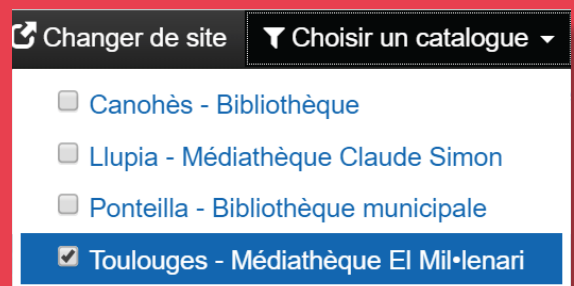 Changer de site Choisir un catalogue
Canohès - Bibliothèque
Llupia - Médiathèque Claude Simon
Ponteilla - Bibliothèque municipale
Toulouges - Médiathèque El Mil•lenari